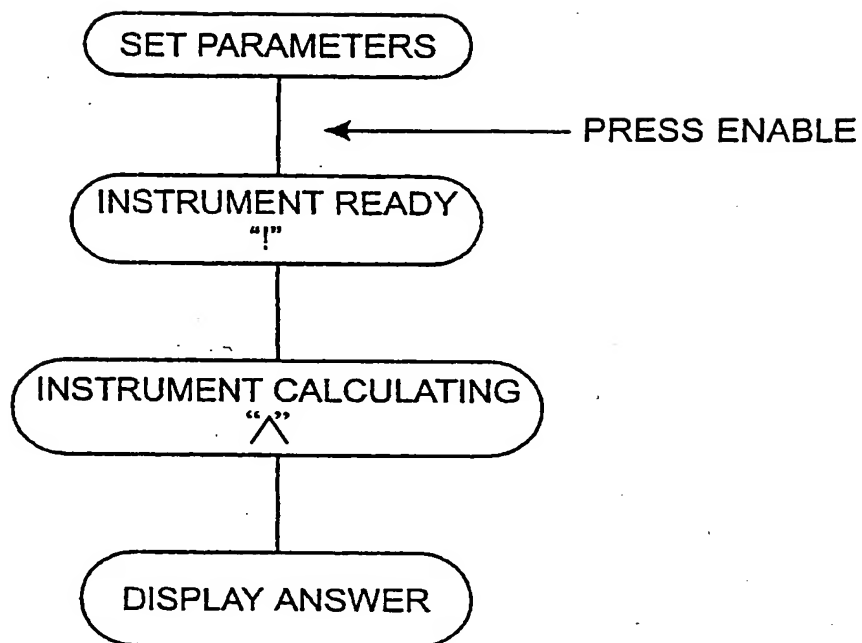 SET PARAMETERS
PRESS ENABLE
INSTRUMENT READY
“!”
INSTRUMENT CALCULATING
“^”
DISPLAY ANSWER